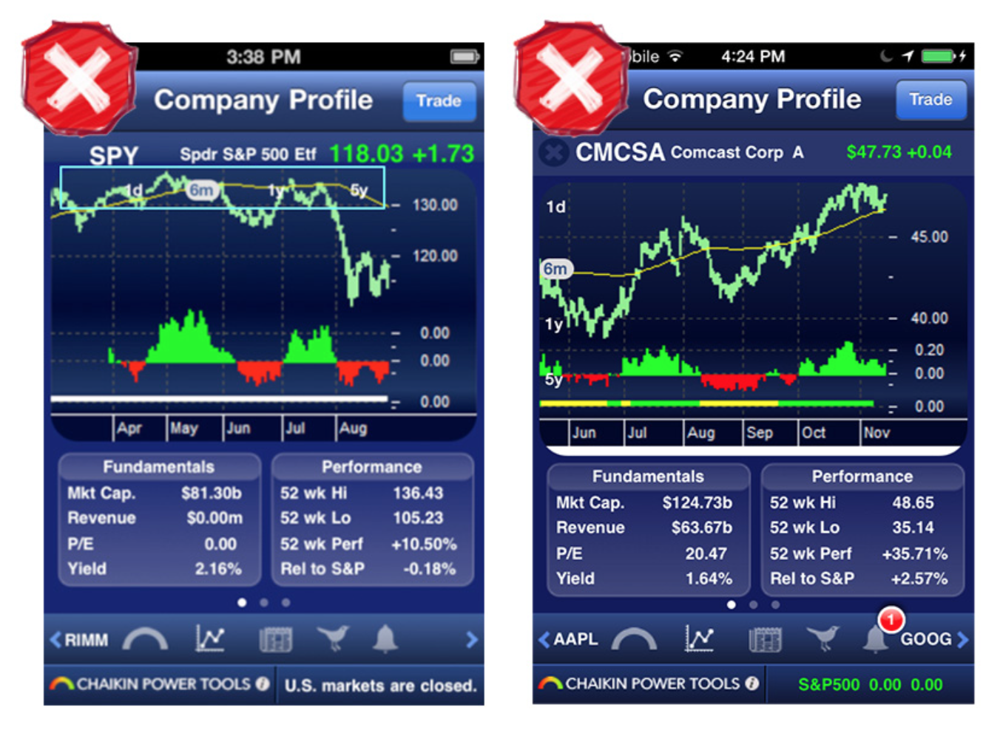 3:38 PM
Company Profile
Trade
SPY Spdr S&P 500 Etf 118.03 +1.73
1d 6m 1y 5y
130.00
120.00
0.00
0.00
0.00
Apr May Jun Jul Aug
Fundamentals
Mkt Cap. $81.30b
Revenue $0.00m
P/E 0.00
Yield 2.16%
Performance
52 wk Hi 136.43
52 wk Lo 105.23
52 wk Perf +10.50%
Rel to S&P -0.18%
RIMM
CHAIKIN POWER TOOLS i
U.S. markets are closed.
bile 4:24 PM
Company Profile
Trade
CMCSA Comcast Corp A $47.73 +0.04
1d
6m
1y
5y
45.00
40.00
0.20
0.00
0.00
Jun Jul Aug Sep Oct Nov
Fundamentals
Mkt Cap. $124.73b
Revenue $63.67b
P/E 20.47
Yield 1.64%
Performance
52 wk Hi 48.65
52 wk Lo 35.14
52 wk Perf +35.71%
Rel to S&P +2.57%
AAPL
1
GOOG
CHAIKIN POWER TOOLS i
S&P500 0.00 0.00